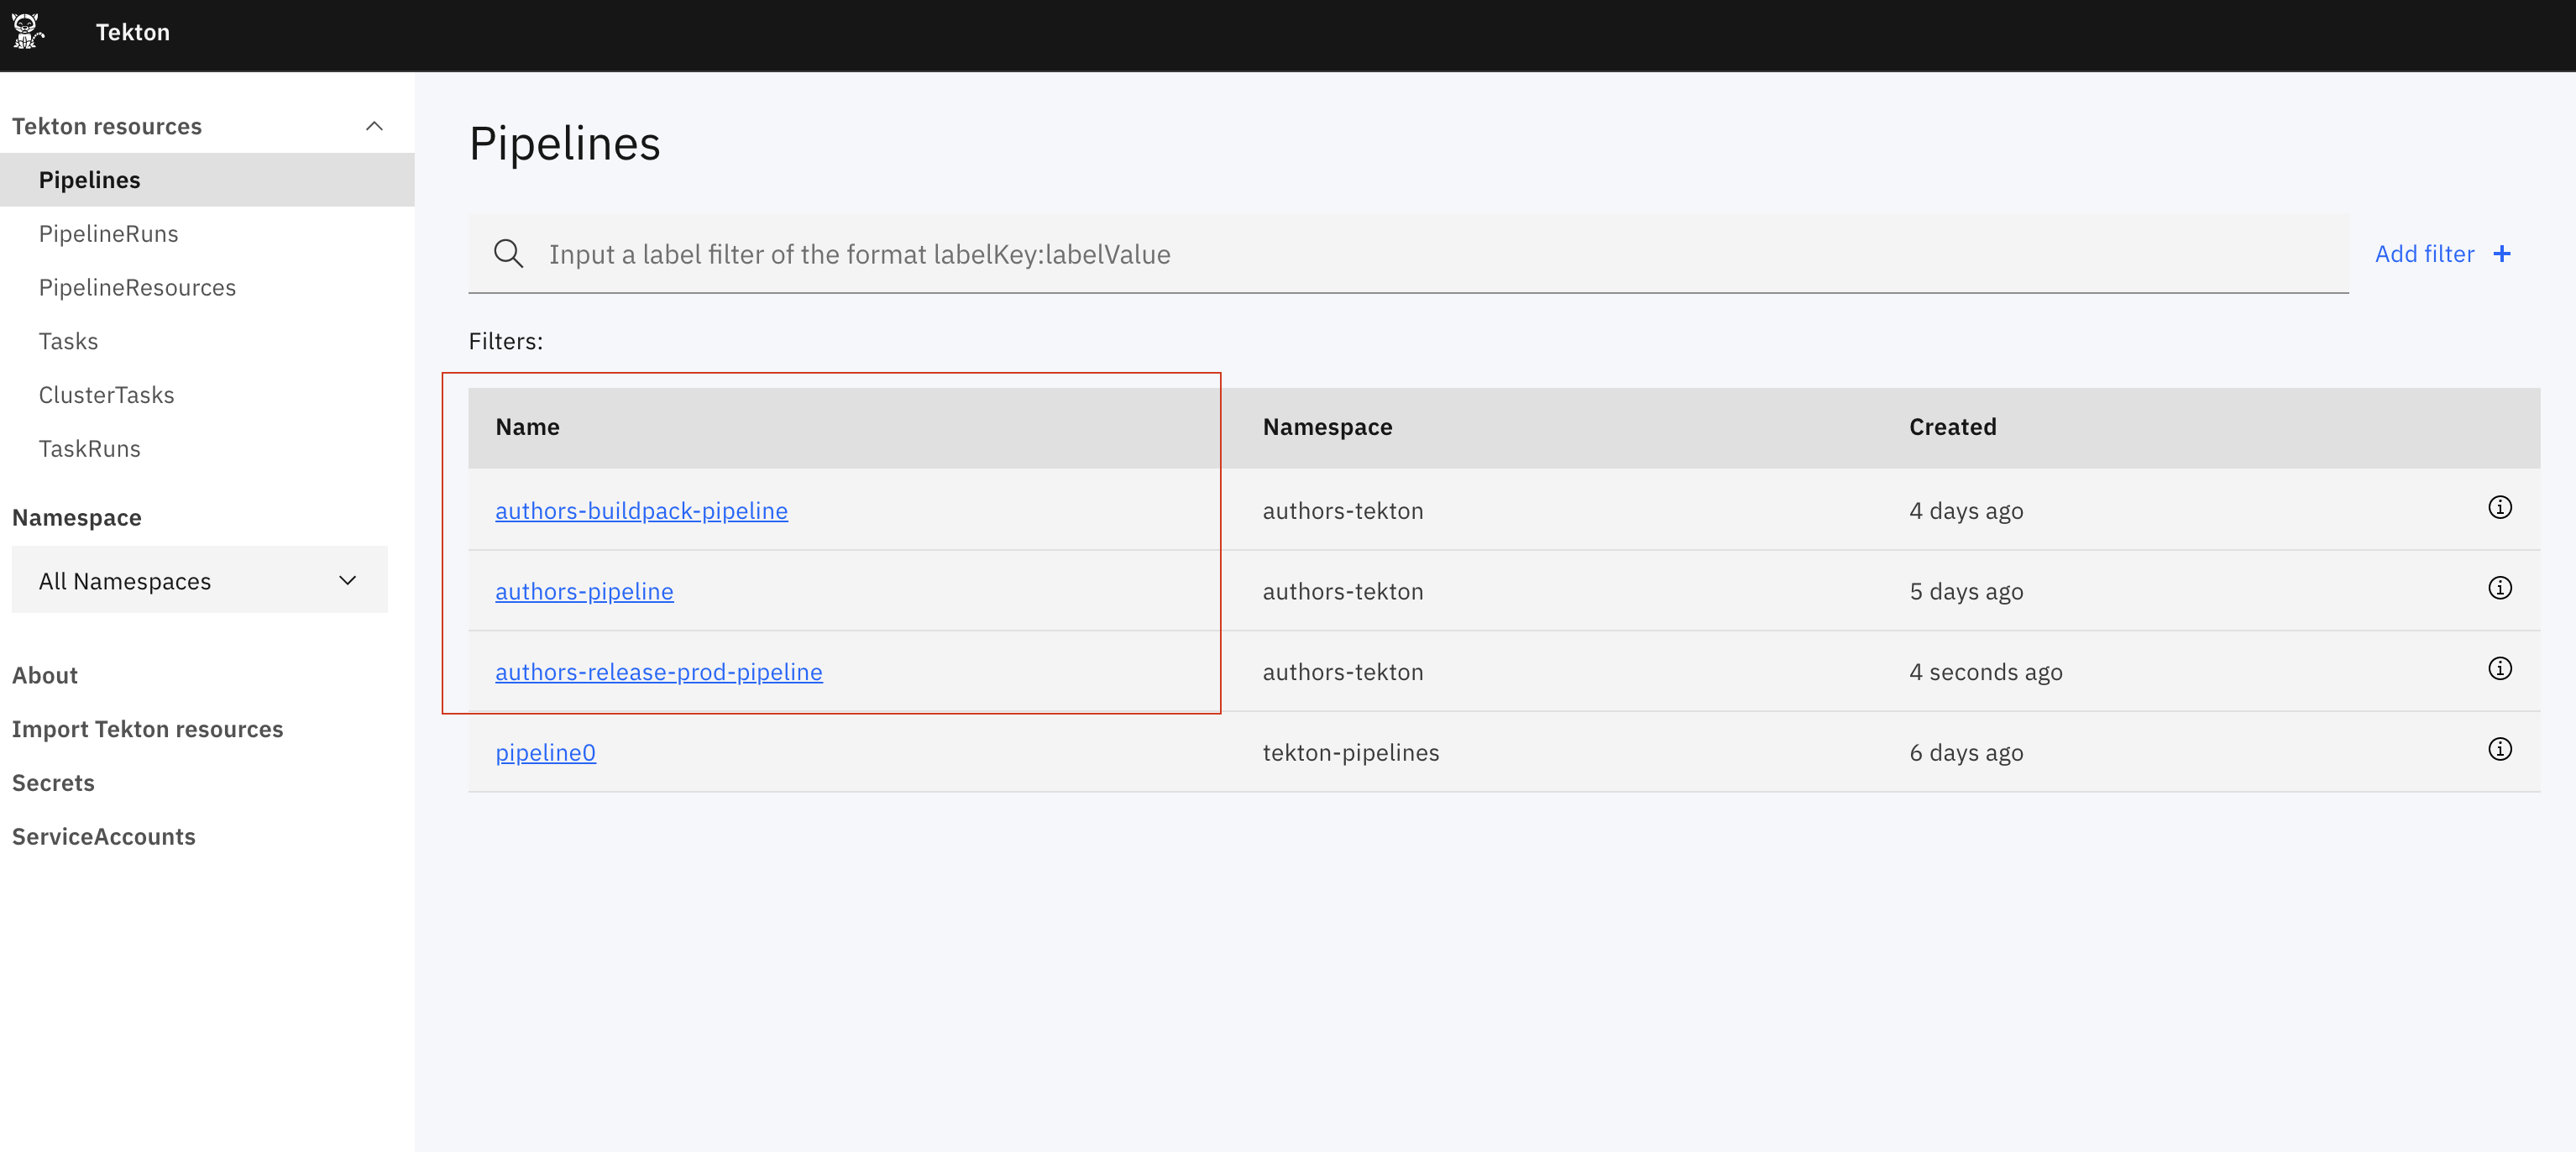 Tekton
Tekton resources
Pipelines
PipelineRuns
PipelineResources
Tasks
ClusterTasks
TaskRuns
Namespace
All Namespaces
About
Import Tekton resources
Secrets
ServiceAccounts
Pipelines
Input a label filter of the format labelKey:labelValue
Add filter +
Filters:
Name Namespace Created
authors-buildpack-pipeline authors-tekton 4 days ago
authors-pipeline authors-tekton 5 days ago
authors-release-prod-pipeline authors-tekton 4 seconds ago
pipeline0 tekton-pipelines 6 days ago